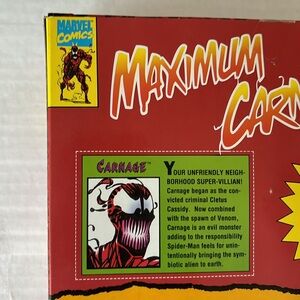 MARVEL
COMICS
MAXIMUM
CARN
CARNAGE™
YOUR UNFRIENDLY NEIGH-
BORHOOD SUPER-VILLIAN!
Carnage began as the con-
victed criminal Cletus
Cassidy. Now combined
with the spawn of Venom,
Carnage is an evil monster
adding to the responsibility
Spider-Man feels for unin-
tentionally bringing the sym-
biotic alien to earth.